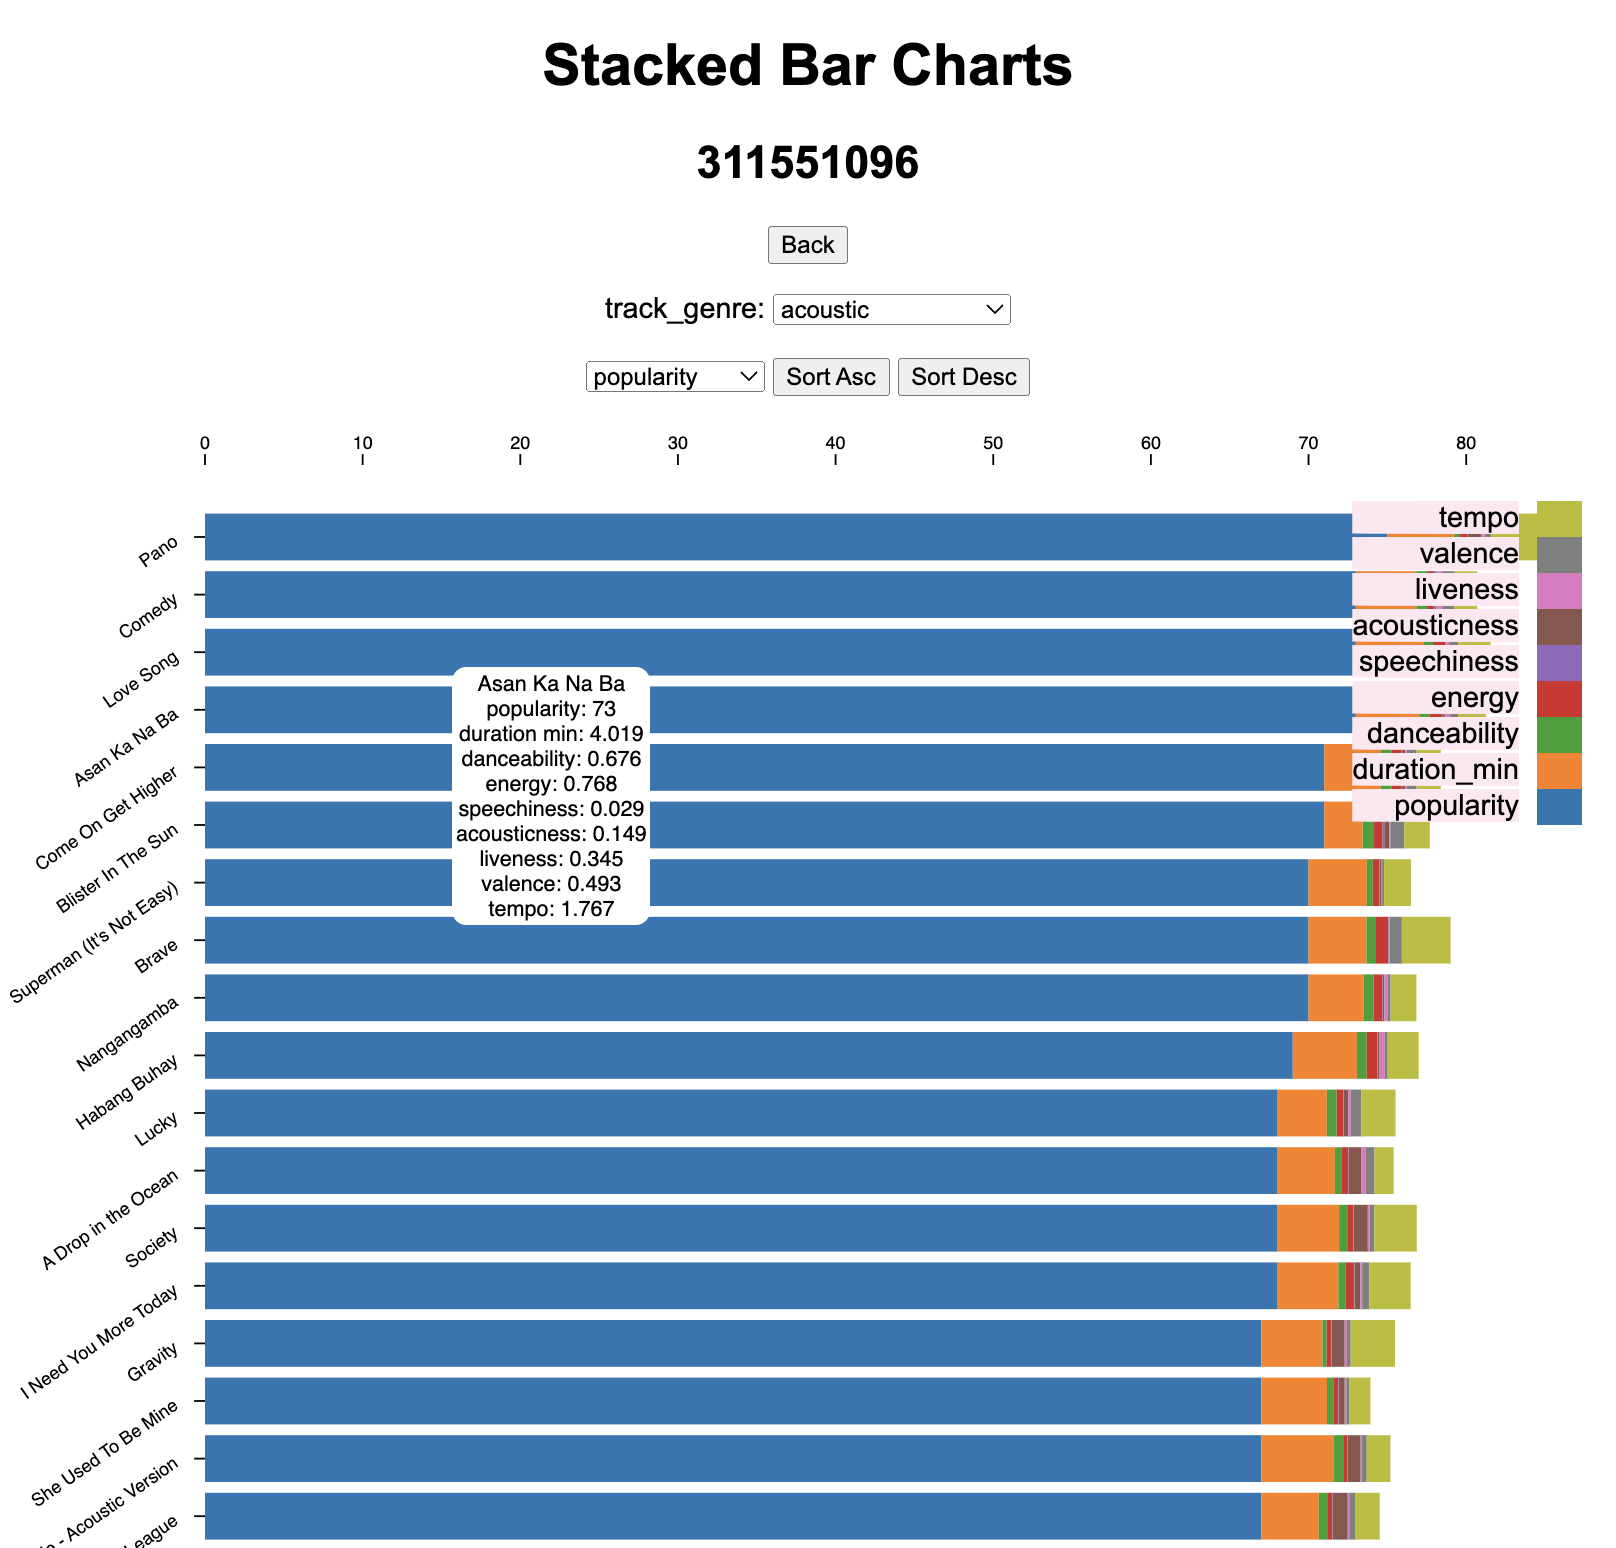 Stacked Bar Charts
311551096
Back
track_genre: acoustic
popularity Sort Asc Sort Desc
0 10 20 30 40 50 60 70 80
tempo
valence
liveness
acousticness
speechiness
energy
danceability
duration_min
popularity
Pano
Comedy
Love Song
Asan Ka Na Ba
Come On Get Higher
Blister In The Sun
Superman (It's Not Easy)
Brave
Nangangamba
Habang Buhay
Lucky
A Drop in the Ocean
Society
I Need You More Today
Gravity
She Used To Be Mine
- Acoustic Version
League
Asan Ka Na Ba
popularity: 73
duration min: 4.019
danceability: 0.676
energy: 0.768
speechiness: 0.029
acousticness: 0.149
liveness: 0.345
valence: 0.493
tempo: 1.767